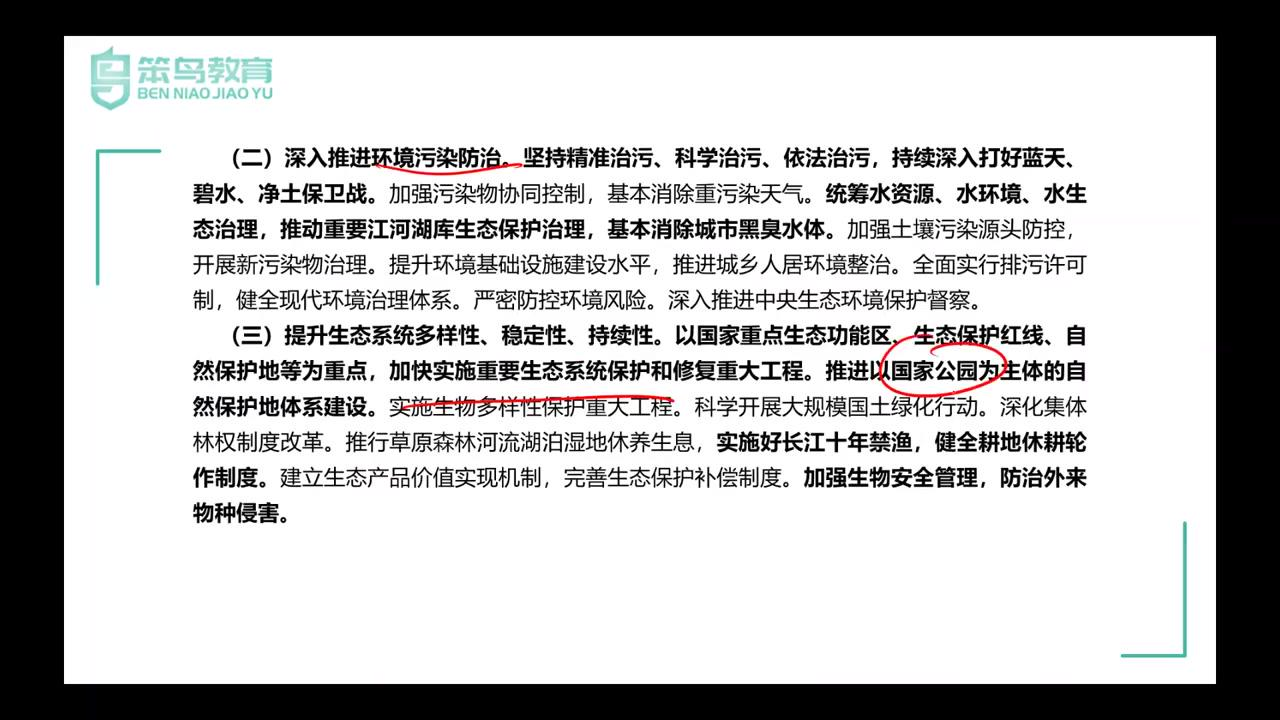 笨鸟教育
BEN NIAO JIAO YU
（二）深入推进环境污染防治。坚持精准治污、科学治污、依法治污，持续深入打好蓝天、
碧水、净土保卫战。加强污染物协同控制，基本消除重污染天气。统筹水资源、水环境、水生
态治理，推动重要江河湖库生态保护治理，基本消除城市黑臭水体。加强土壤污染源头防控，
开展新污染物治理。提升环境基础设施建设水平，推进城乡人居环境整治。全面实行排污许可
制，健全现代环境治理体系。严密防控环境风险。深入推进中央生态环境保护督察。
（三）提升生态系统多样性、稳定性、持续性。以国家重点生态功能区、生态保护红线、自
然保护地等为重点，加快实施重要生态系统保护和修复重大工程。推进以国家公园为生体的自
然保护地体系建设。实施生物多样性保护重大工程。科学开展大规模国土绿化行动。深化集体
林权制度改革。推行草原森林河流湖泊湿地休养生息，实施好长江十年禁渔，健全耕地休耕轮
作制度。建立生态产品价值实现机制，完善生态保护补偿制度。加强生物安全管理，防治外来
物种侵害。